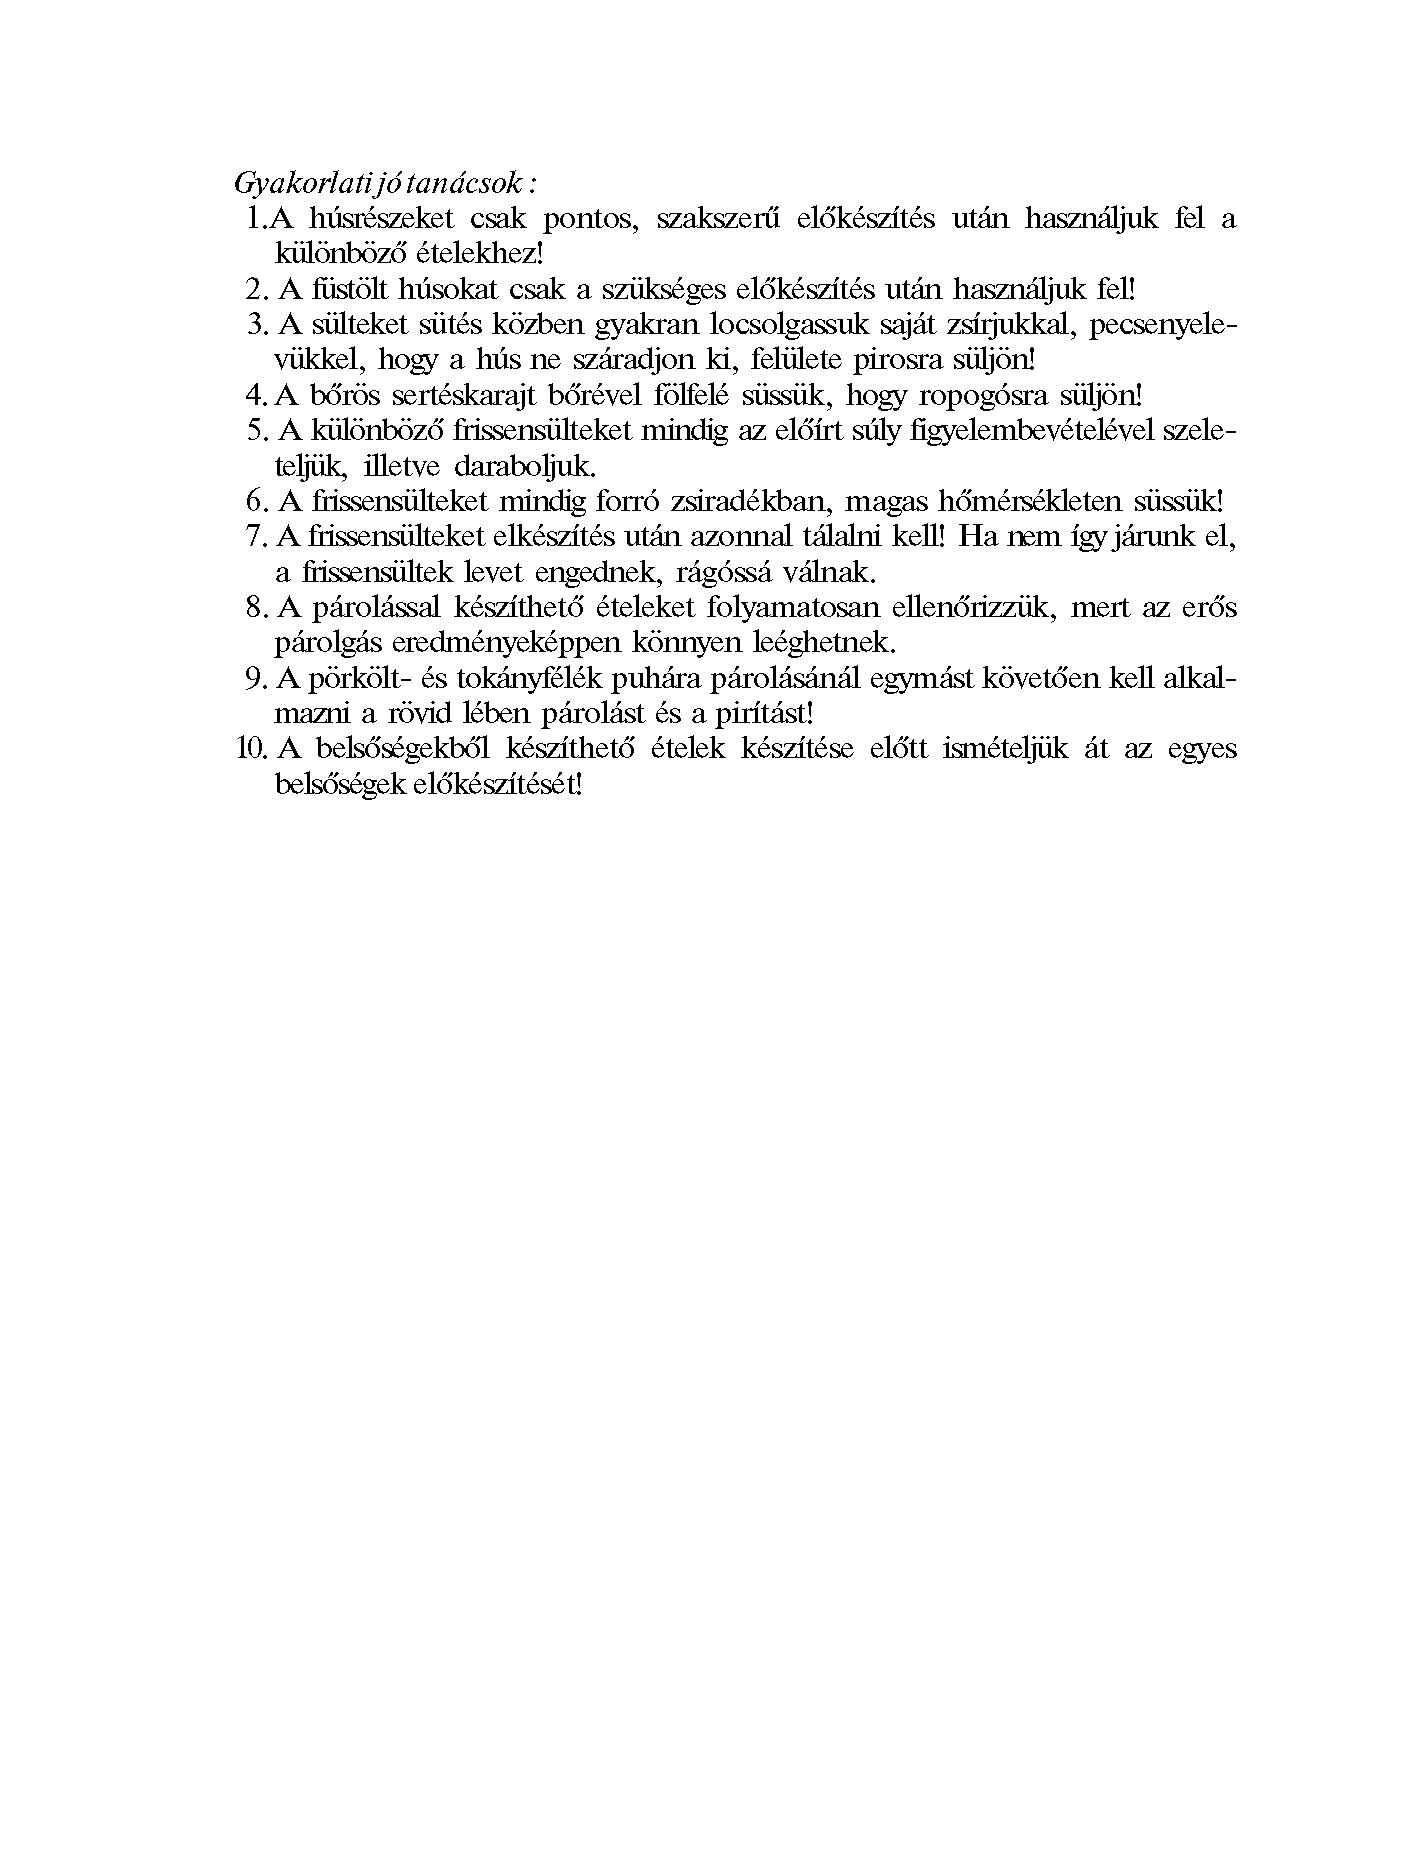 Gyakorlati jó tanácsok :
1.A húsrészeket csak pontos, szakszerű előkészítés után használjuk fel a
különböző ételekhez!
2. A füstölt húsokat csak a szükséges előkészítés után használjuk fel!
3. A sülteket sütés közben gyakran locsolgassuk saját zsírjukkal, pecsenyele-
vükkel, hogy a hús ne száradjon ki, felülete pirosra süljön!
4. A bőrös sertéskarajt bőrével fölfelé süssük, hogy ropogósra süljön!
5. A különböző frissensülteket mindig az előírt súly figyelembevételével szele-
teljük, illetve daraboljuk.
6. A frissensülteket mindig forró zsiradékban, magas hőmérsékleten süssük!
7. A frissensülteket elkészítés után azonnal tálalni kell! Ha nem így járunk el,
a frissensültek levet engednek, rágóssá válnak.
8. A párolással készíthető ételeket folyamatosan ellenőrizzük, mert az erős
párolgás eredményeképpen könnyen leéghetnek.
9. A pörkölt- és tokányfélék puhára párolásánál egymást követően kell alkal-
mazni a rövid lében párolást és a pirítást!
10. A belsőségekből készíthető ételek készítése előtt ismételjük át az egyes
belsőségek előkészítését!